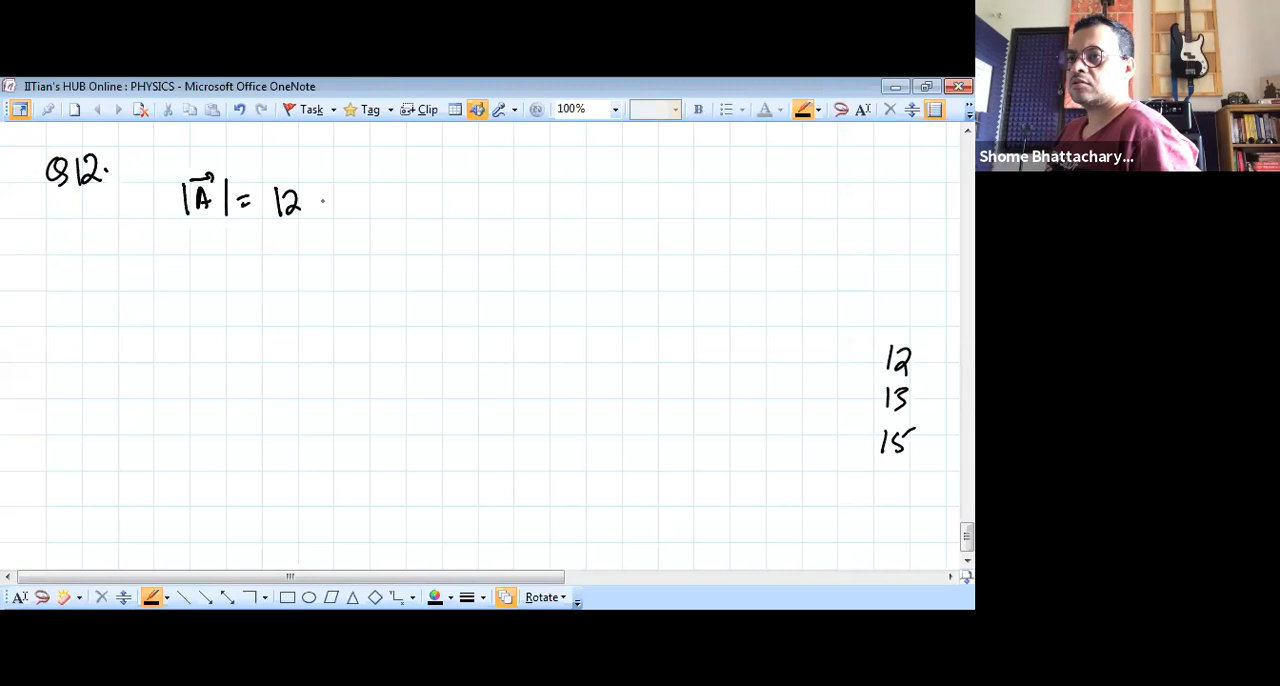 IITian's HUB Online : PHYSICS - Microsoft Office OneNote
Task Tag Clip 100% B A
Q12.
|A⃗| = 12
12
13
15
Rotate
Shome Bhattachary...